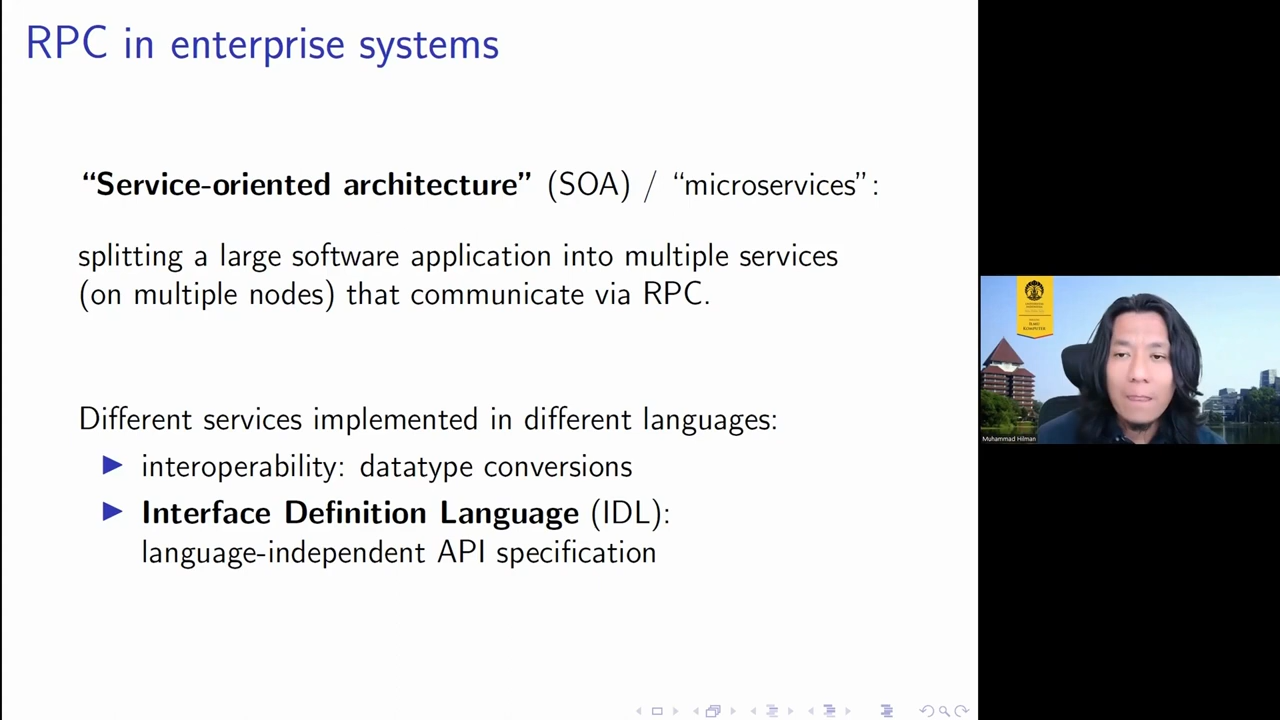 RPC in enterprise systems
“Service-oriented architecture” (SOA) / “microservices”:
splitting a large software application into multiple services
(on multiple nodes) that communicate via RPC.
Different services implemented in different languages:
▶ interoperability: datatype conversions
▶ Interface Definition Language (IDL):
language-independent API specification
ILMU
KOMPUTER
Muhammad Hilman